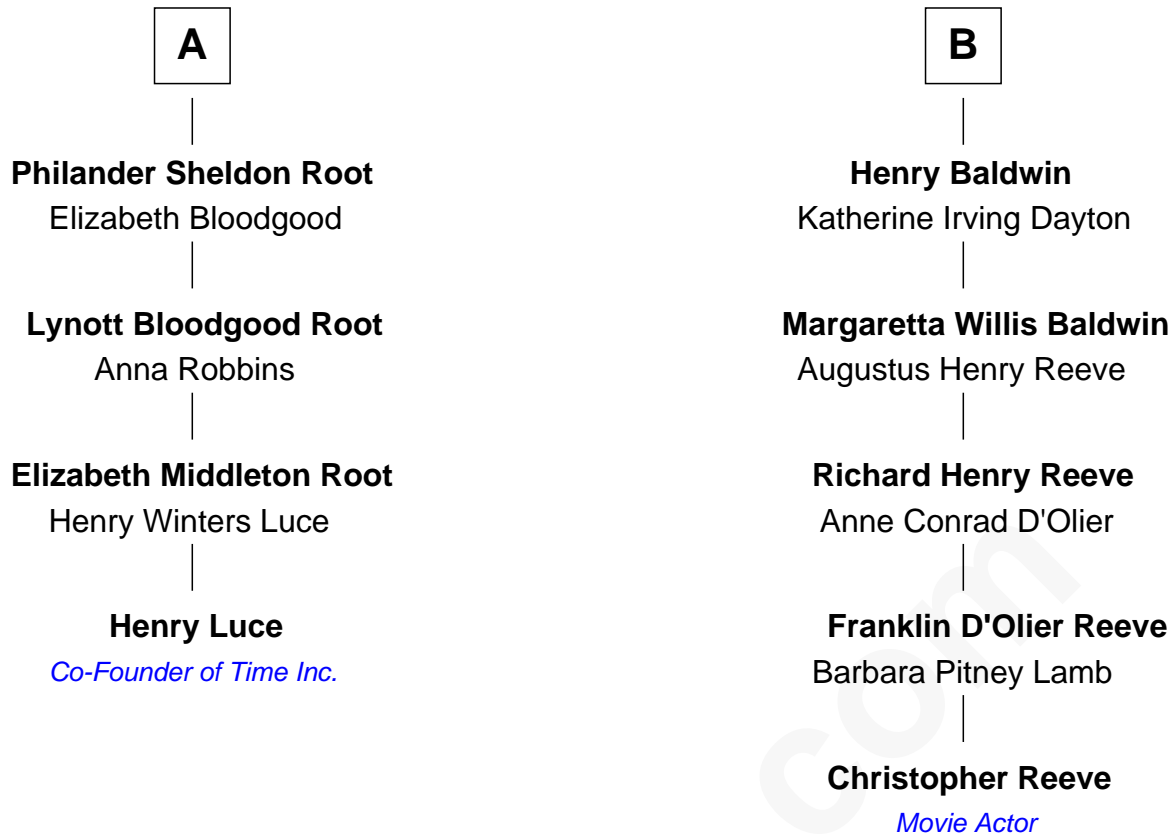 A
Philander Sheldon Root
Elizabeth Bloodgood
Lynott Bloodgood Root
Anna Robbins
Elizabeth Middleton Root
Henry Winters Luce
Henry Luce
Co-Founder of Time Inc.
B
Henry Baldwin
Katherine Irving Dayton
Margaretta Willis Baldwin
Augustus Henry Reeve
Richard Henry Reeve
Anne Conrad D'Olier
Franklin D'Olier Reeve
Barbara Pitney Lamb
Christopher Reeve
Movie Actor
com